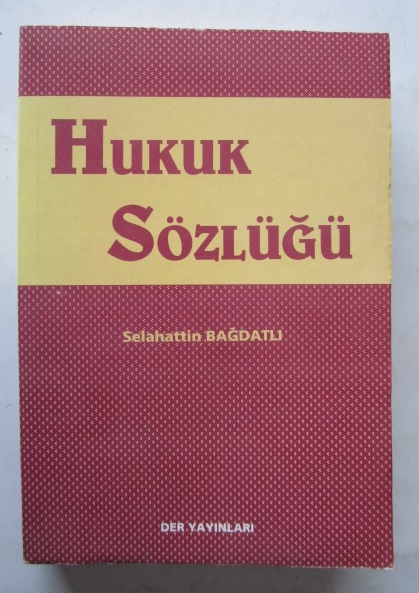 HUKUK
SÖZLÜĞÜ
Selahattin BAĞDATLI
DER YAYINLARI